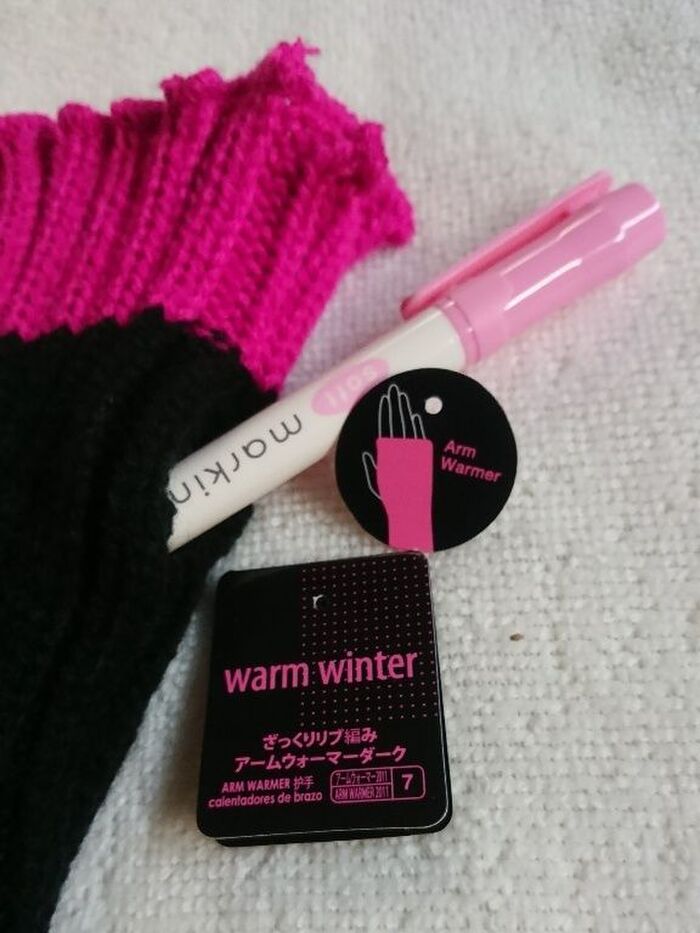 soft
markin
Arm
Warmer
warm winter
ざっくりリブ編み
アームウォーマーダーク
ARM WARMER 护手
calentadores de brazo
アームウォーマー2011
ARM WARMER 2011
7